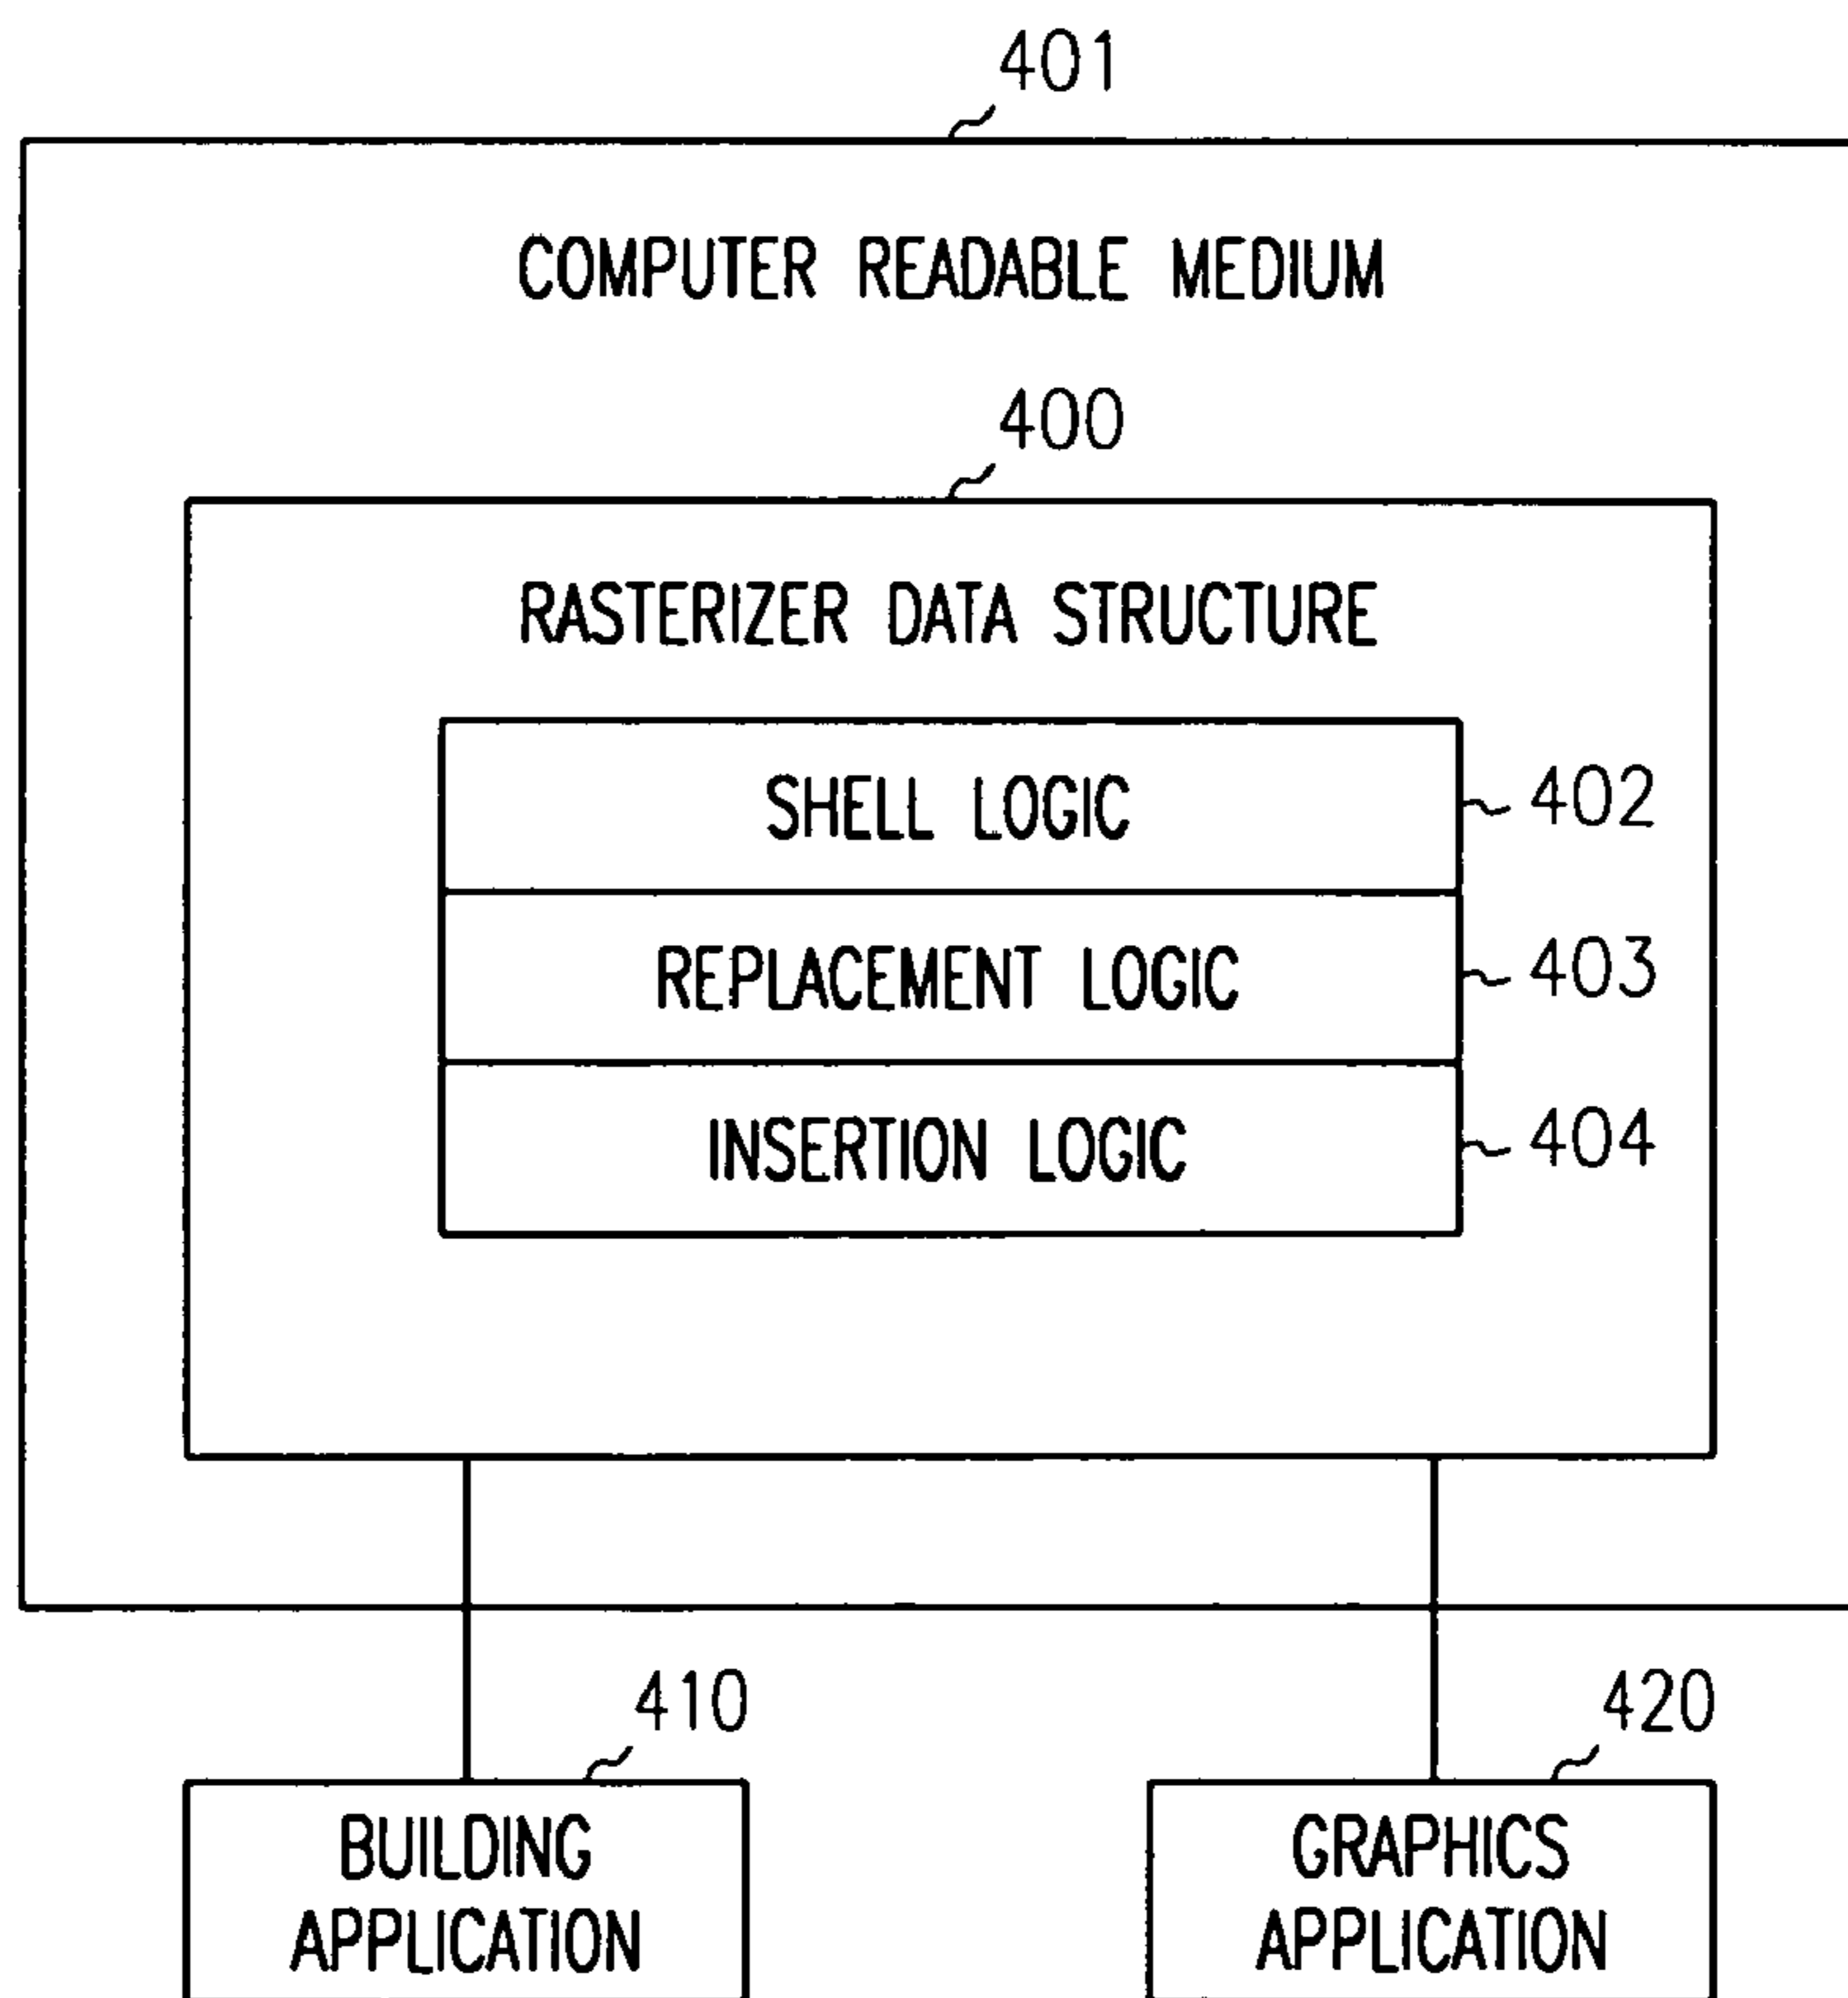 401
COMPUTER READABLE MEDIUM
400
RASTERIZER DATA STRUCTURE
SHELL LOGIC
402
REPLACEMENT LOGIC
403
INSERTION LOGIC
404
410
420
BUILDING
APPLICATION
GRAPHICS
APPLICATION